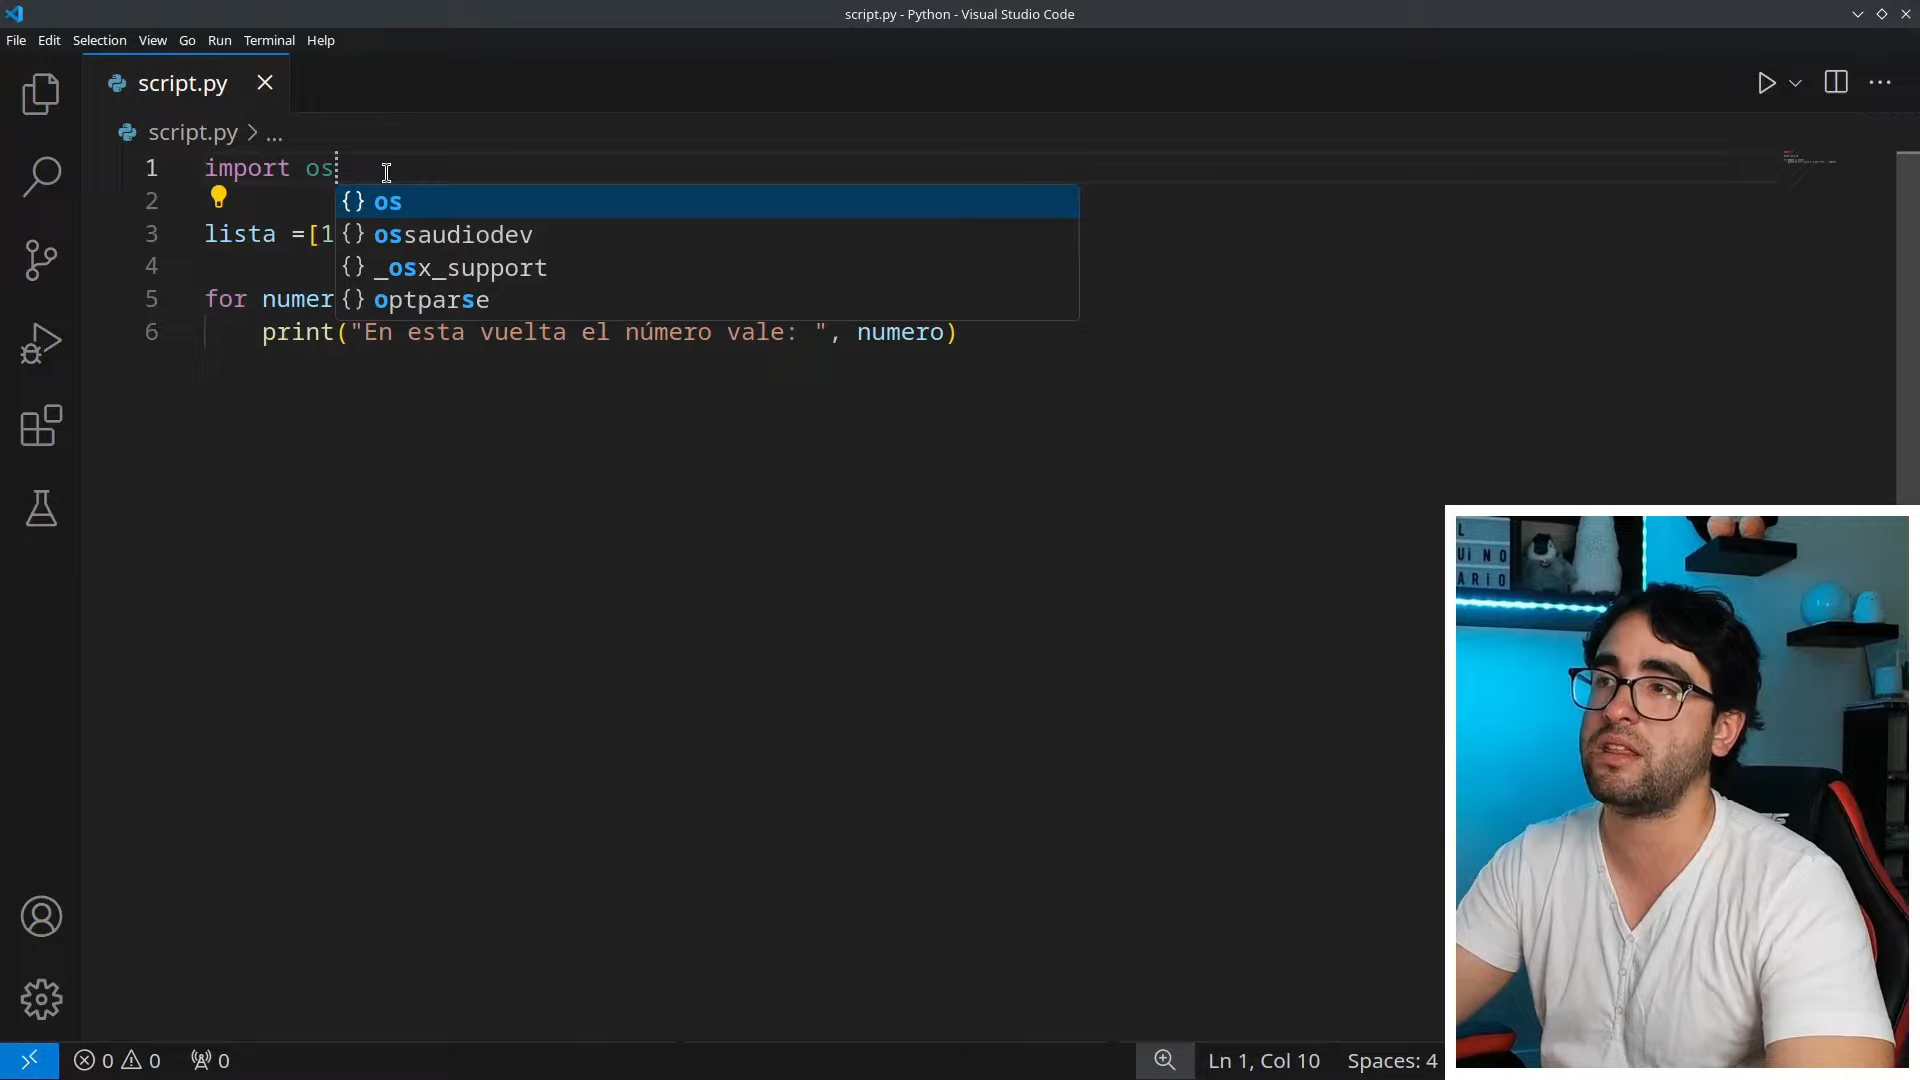 script.py - Python - Visual Studio Code
File Edit Selection View Go Run Terminal Help
script.py
script.py > ...
1 import os
2
3 lista =[1
4
5 for numer
6 print("En esta vuelta el número vale: ", numero)
{} os
{} ossaudiodev
{} _osx_support
{} optparse
L
UiNO
ARiO
0 0 0
Ln 1, Col 10 Spaces: 4